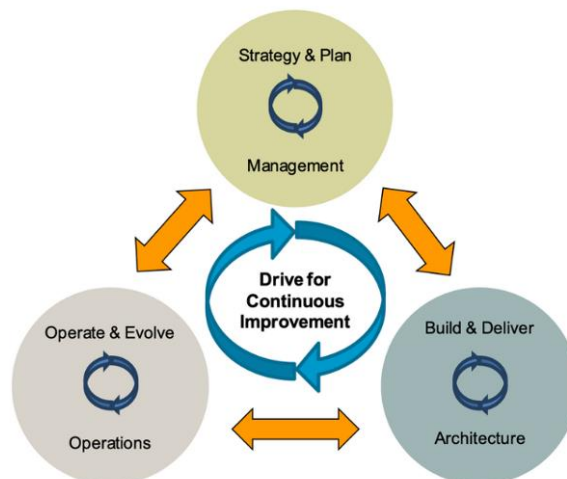 Strategy & Plan
Management
Drive for
Continuous
Improvement
Operate & Evolve
Operations
Build & Deliver
Architecture